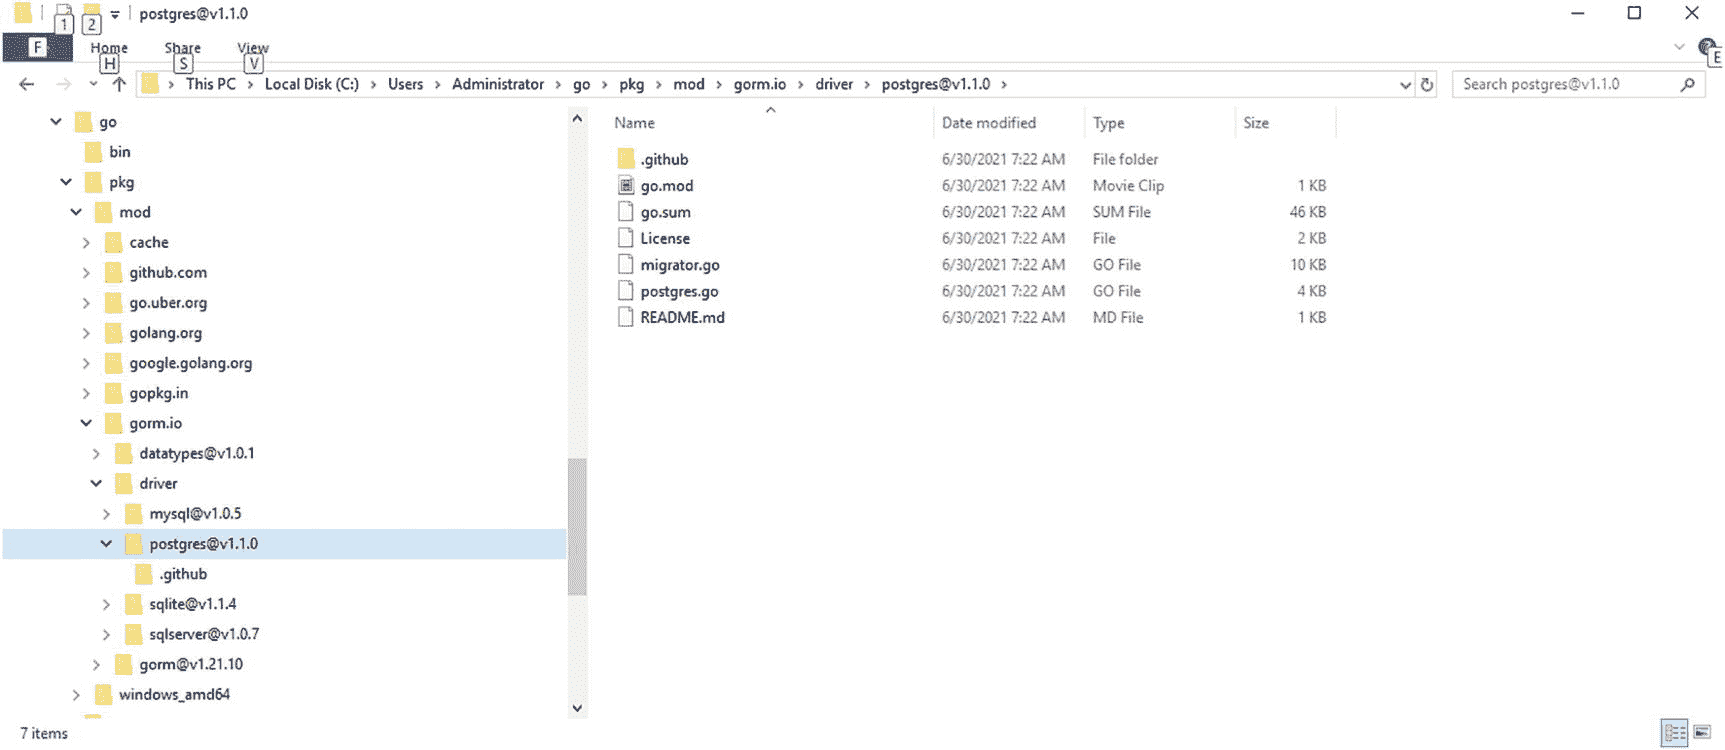 postgres@v1.1.0
1 2
F Home Share View
H S V E
This PC > Local Disk (C:) > Users > Administrator > go > pkg > mod > gorm.io > driver > postgres@v1.1.0 >
Search postgres@v1.1.0
go
bin
pkg
mod
cache
github.com
go.uber.org
golang.org
google.golang.org
gopkg.in
gorm.io
datatypes@v1.0.1
driver
mysql@v1.0.5
postgres@v1.1.0
.github
sqlite@v1.1.4
sqlserver@v1.0.7
gorm@v1.21.10
windows_amd64
Name Date modified Type Size
.github 6/30/2021 7:22 AM File folder
go.mod 6/30/2021 7:22 AM Movie Clip 1 KB
go.sum 6/30/2021 7:22 AM SUM File 46 KB
License 6/30/2021 7:22 AM File 2 KB
migrator.go 6/30/2021 7:22 AM GO File 10 KB
postgres.go 6/30/2021 7:22 AM GO File 4 KB
README.md 6/30/2021 7:22 AM MD File 1 KB
7 items